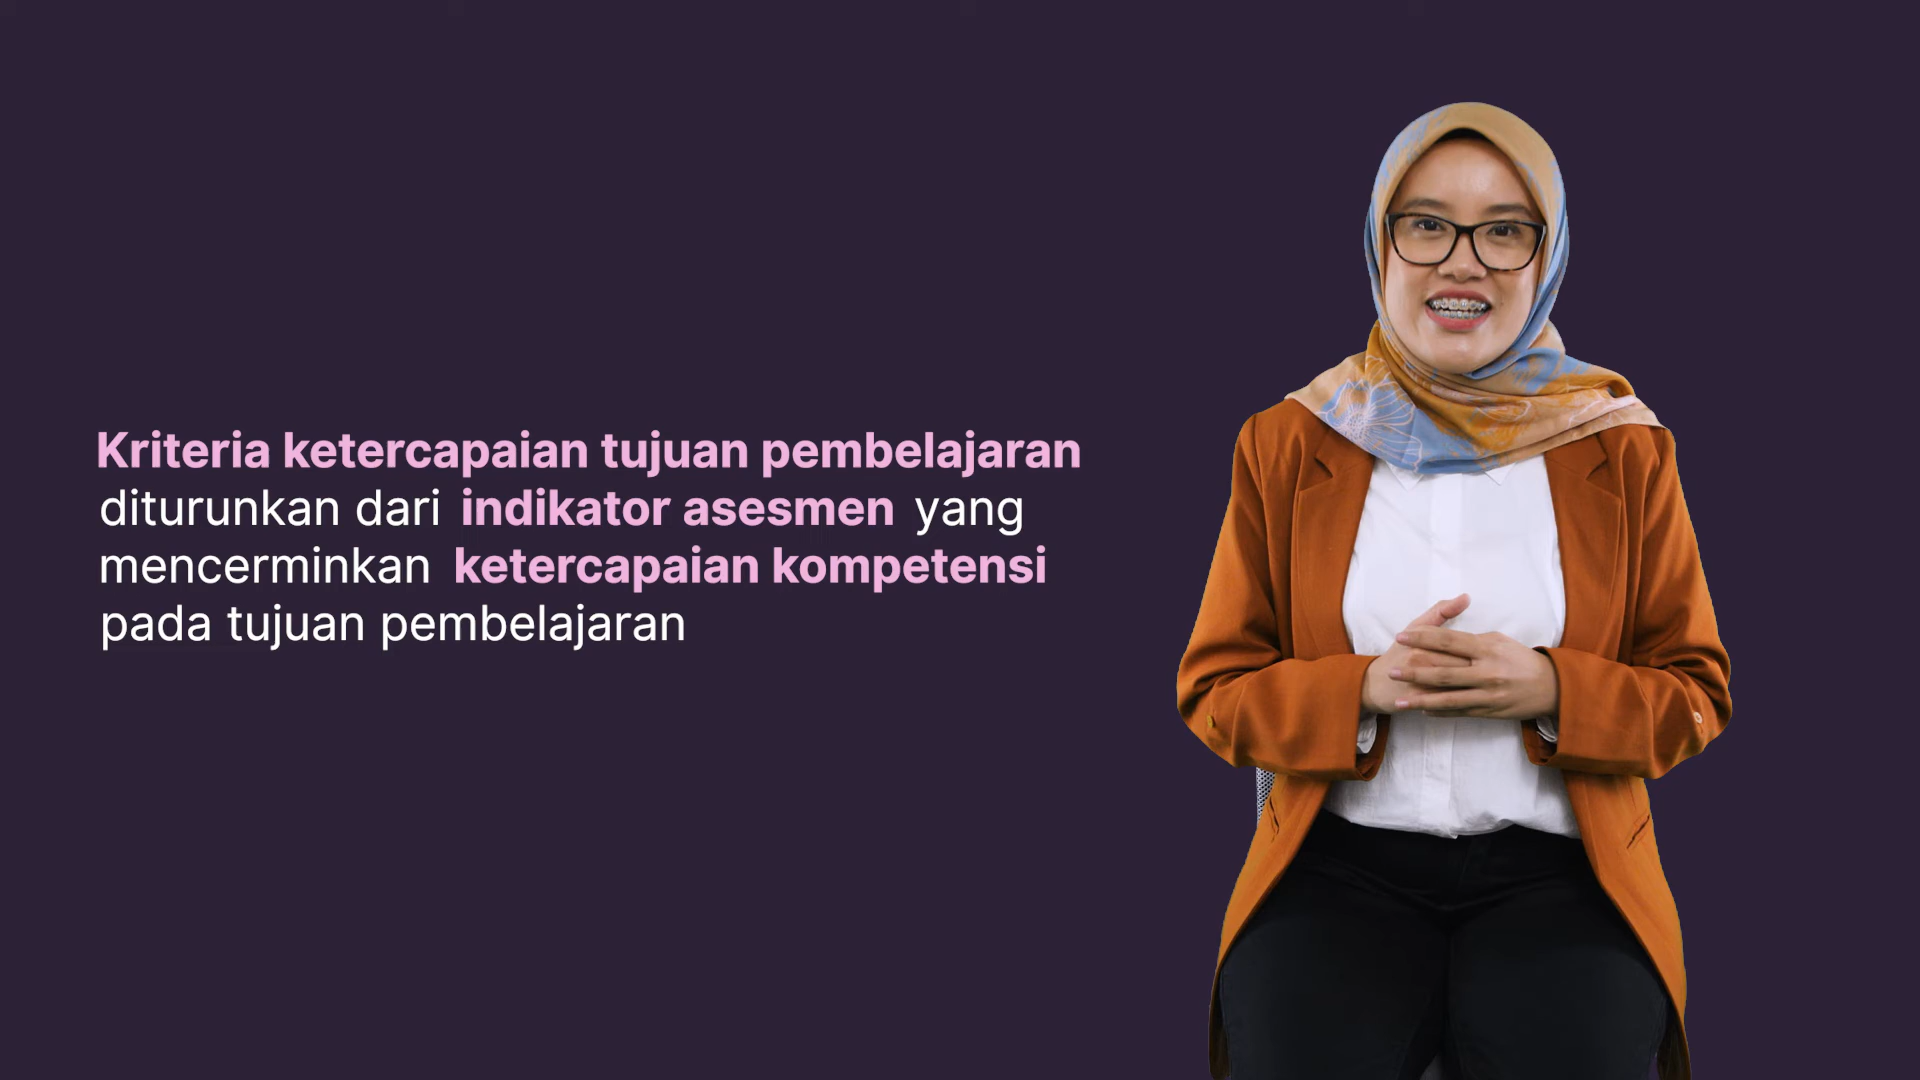 Kriteria ketercapaian tujuan pembelajaran
diturunkan dari indikator asesmen yang
mencerminkan ketercapaian kompetensi
pada tujuan pembelajaran